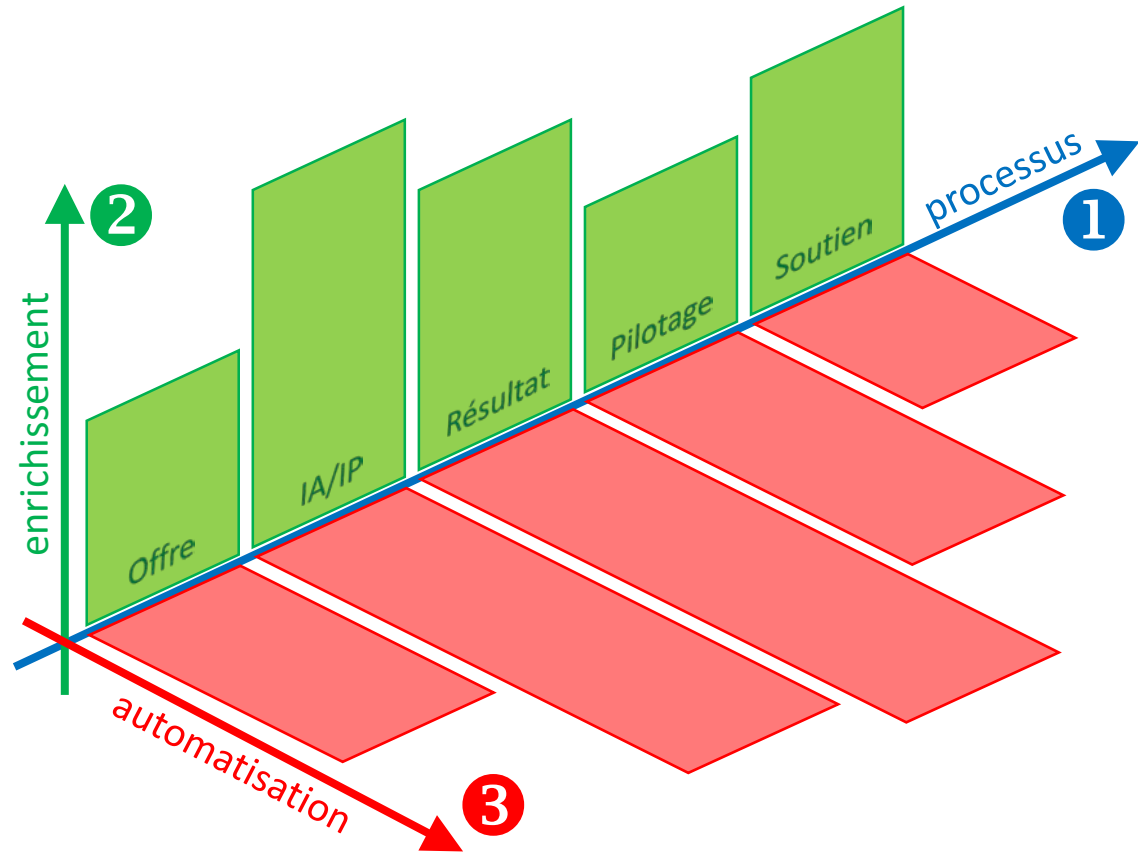 processus
1
2
enrichissement
Offre
IA/IP
Résultat
Pilotage
Soutien
automatisation
3